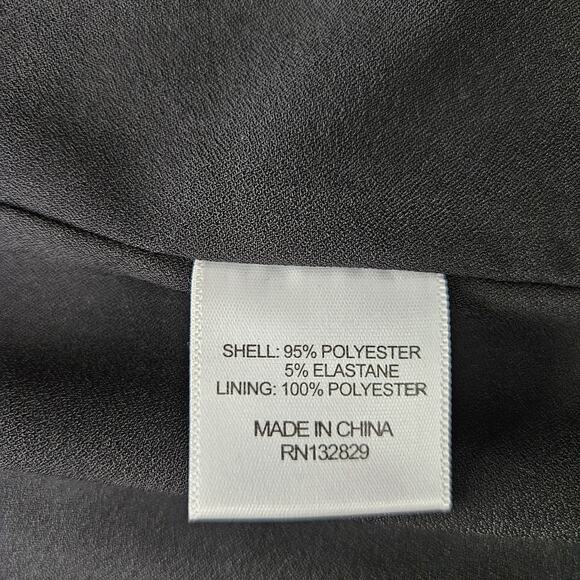 SHELL: 95% POLYESTER
5% ELASTANE
LINING: 100% POLYESTER
MADE IN CHINA
RN132829